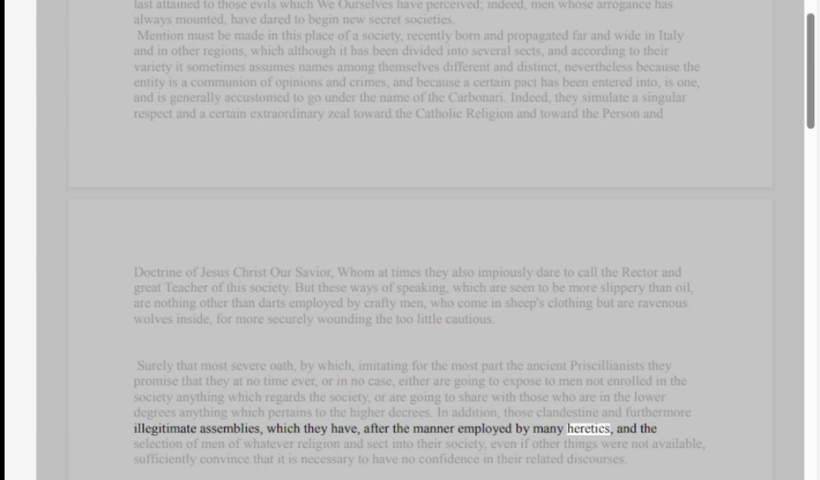 last attained to those evils which We Ourselves have perceived; indeed, men whose arrogance has
always mounted, have dared to begin new secret societies.
Mention must be made in this place of a society, recently born and propagated far and wide in Italy
and in other regions, which although it has been divided into several sects, and according to their
variety it sometimes assumes names among themselves different and distinct, nevertheless because the
entity is a communion of opinions and crimes, and because a certain pact has been entered into, is one,
and is generally accustomed to go under the name of the Carbonari. Indeed, they simulate a singular
respect and a certain extraordinary zeal toward the Catholic Religion and toward the Person and
Doctrine of Jesus Christ Our Savior, Whom at times they also impiously dare to call the Rector and
great Teacher of this society. But these ways of speaking, which are seen to be more slippery than oil,
are nothing other than darts employed by crafty men, who come in sheep's clothing but are ravenous
wolves inside, for more securely wounding the too little cautious.
Surely that most severe oath, by which, imitating for the most part the ancient Priscillianists they
promise that they at no time ever, or in no case, either are going to expose to men not enrolled in the
society anything which regards the society, or are going to share with those who are in the lower
degrees anything which pertains to the higher decrees. In addition, those clandestine and furthermore
illegitimate assemblies, which they have, after the manner employed by many heretics, and the
selection of men of whatever religion and sect into their society, even if other things were not available,
sufficiently convince that it is necessary to have no confidence in their related discourses.